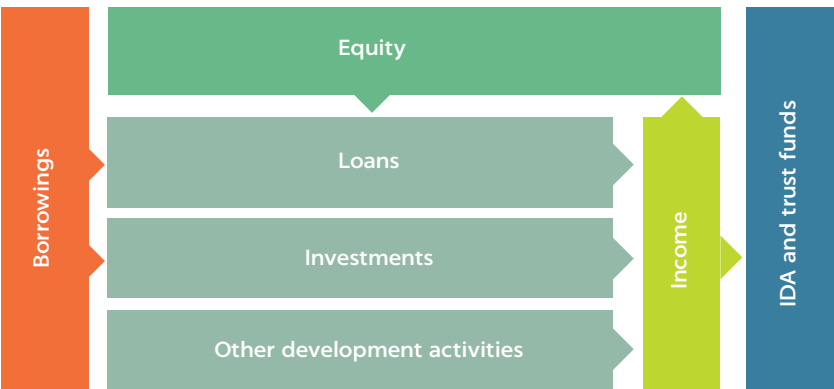 Borrowings
Equity
Loans
Investments
Other development activities
Income
IDA and trust funds